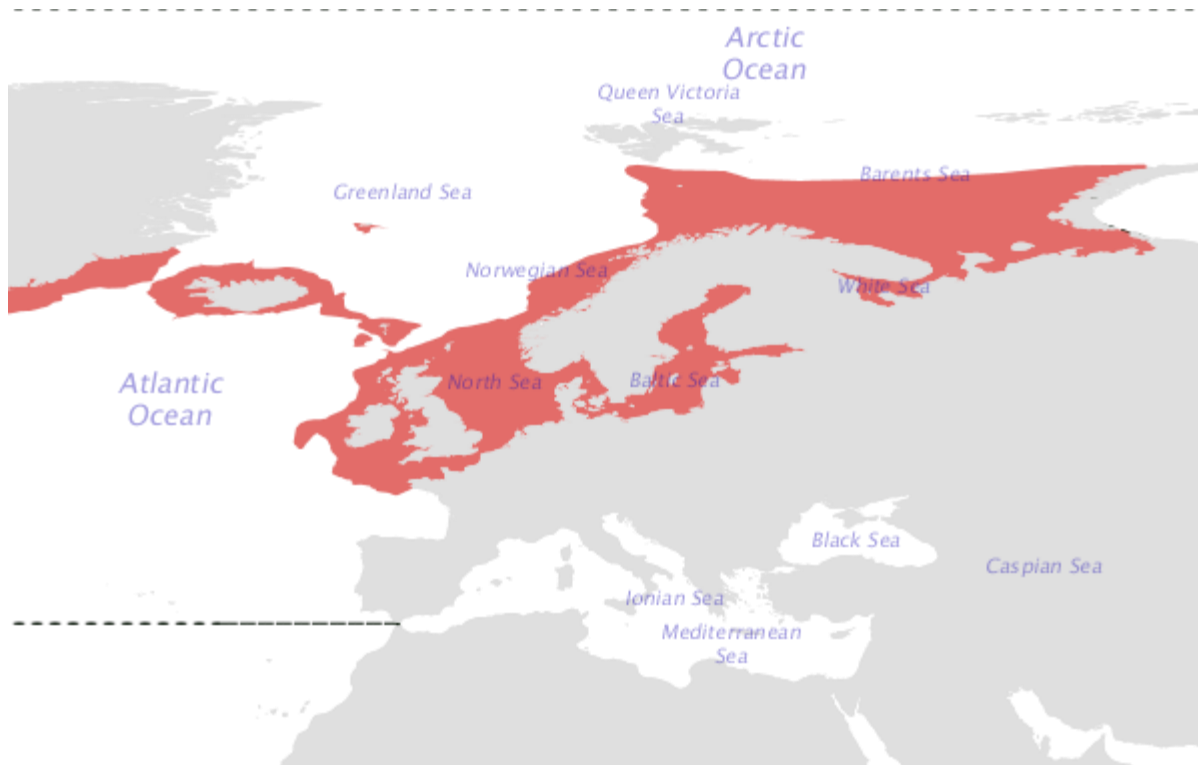 Arctic
Ocean
Queen Victoria
Sea
Barents Sea
Greenland Sea
Norwegian Sea
White Sea
Atlantic
Ocean
North Sea
Baltic Sea
Black Sea
Caspian Sea
Ionian Sea
Mediterranean
Sea